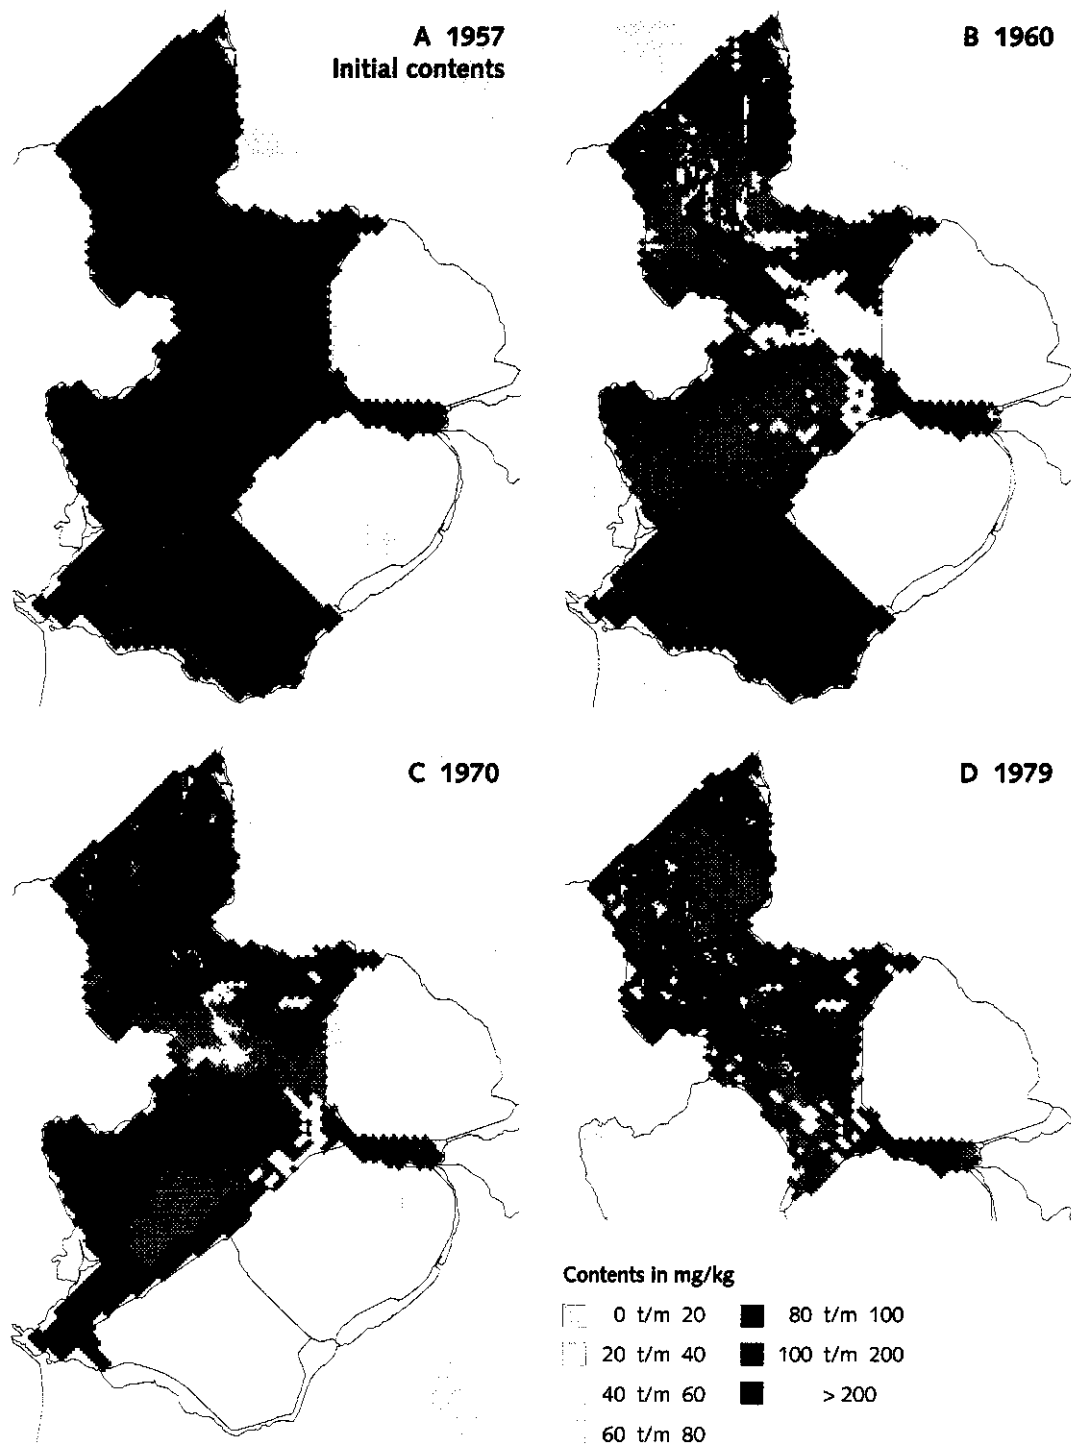 A 1957
Initial contents
B 1960
C 1970
D 1979
Contents in mg/kg
0 t/m 20
80 t/m 100
20 t/m 40
100 t/m 200
40 t/m 60
> 200
60 t/m 80